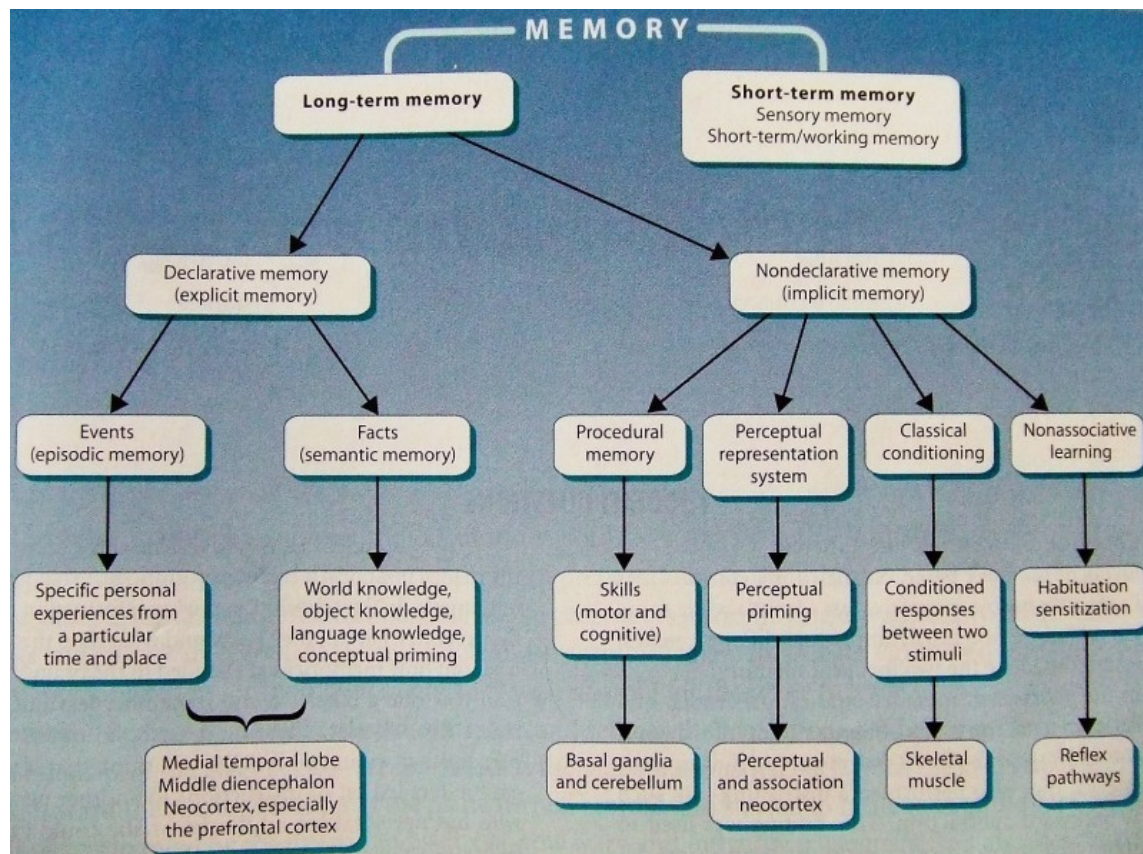 MEMORY
Long-term memory
Short-term memory
Sensory memory
Short-term/working memory
Declarative memory
(explicit memory)
Nondeclarative memory
(implicit memory)
Events
(episodic memory)
Facts
(semantic memory)
Procedural
memory
Perceptual
representation
system
Classical
conditioning
Nonassociative
learning
Specific personal
experiences from
a particular
time and place
World knowledge,
object knowledge,
language knowledge,
conceptual priming
Skills
(motor and
cognitive)
Perceptual
priming
Conditioned
responses
between two
stimuli
Habituation
sensitization
Medial temporal lobe
Middle diencephalon
Neocortex, especially
the prefrontal cortex
Basal ganglia
and cerebellum
Perceptual
and association
neocortex
Skeletal
muscle
Reflex
pathways